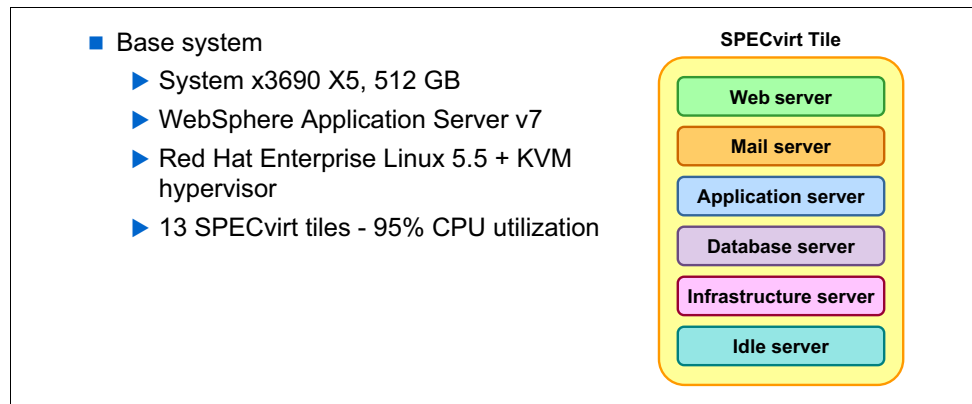 Base system
System x3690 X5, 512 GB
WebSphere Application Server v7
Red Hat Enterprise Linux 5.5 + KVM
hypervisor
13 SPECvirt tiles - 95% CPU utilization
SPECvirt Tile
Web server
Mail server
Application server
Database server
Infrastructure server
Idle server